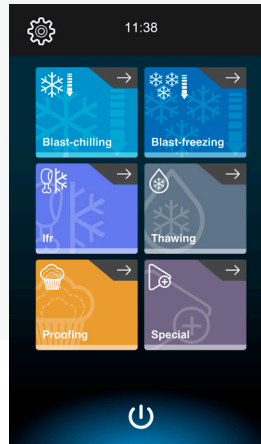 11:38
Blast-chilling
Blast-freezing
Ifr
Thawing
Proofing
Special